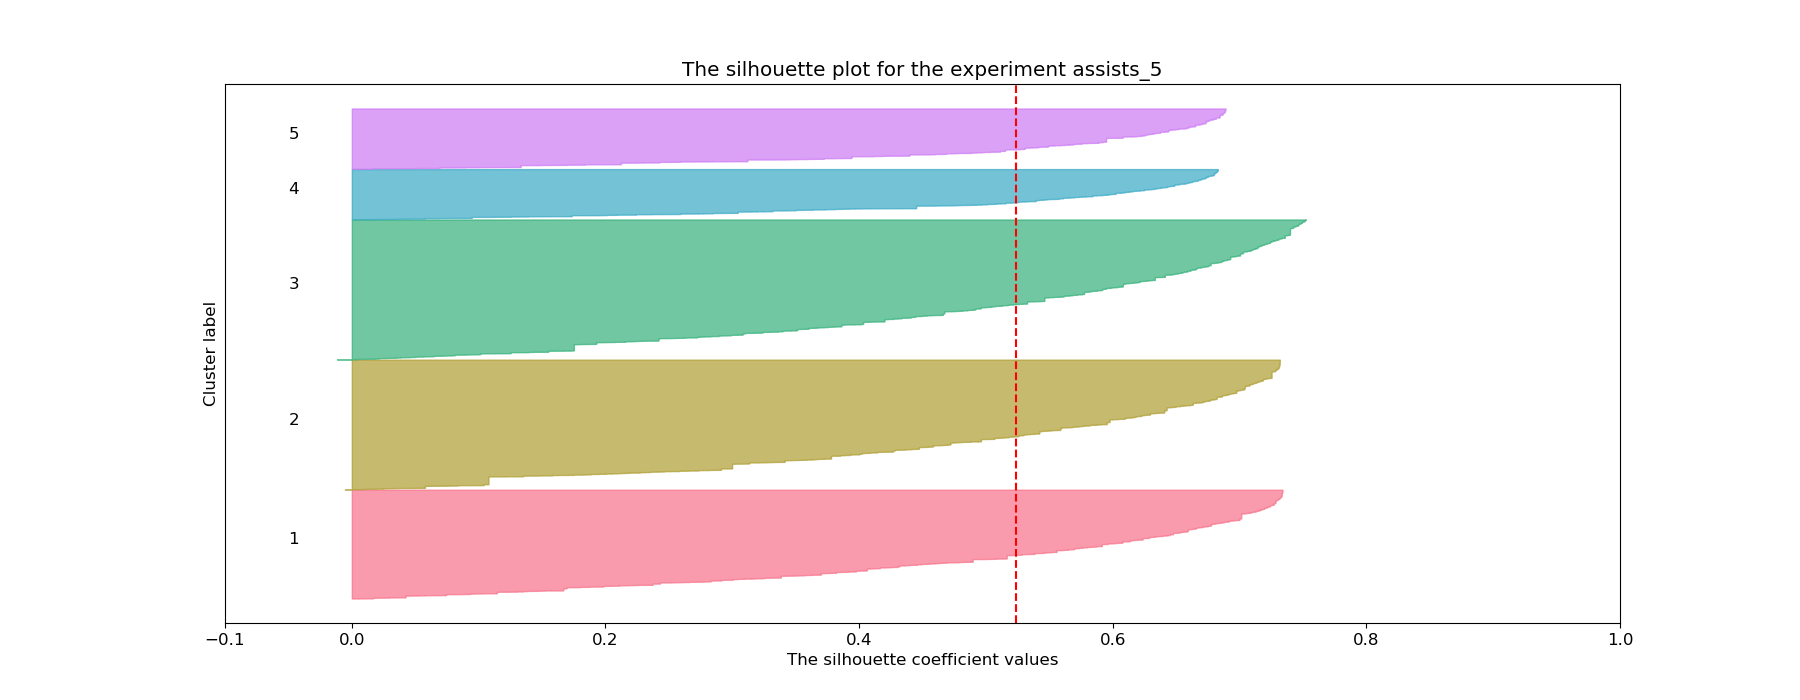 The silhouette plot for the experiment assists_5
5
4
3
2
1
Cluster label
−0.1 0.0 0.2 0.4 0.6 0.8 1.0
The silhouette coefficient values